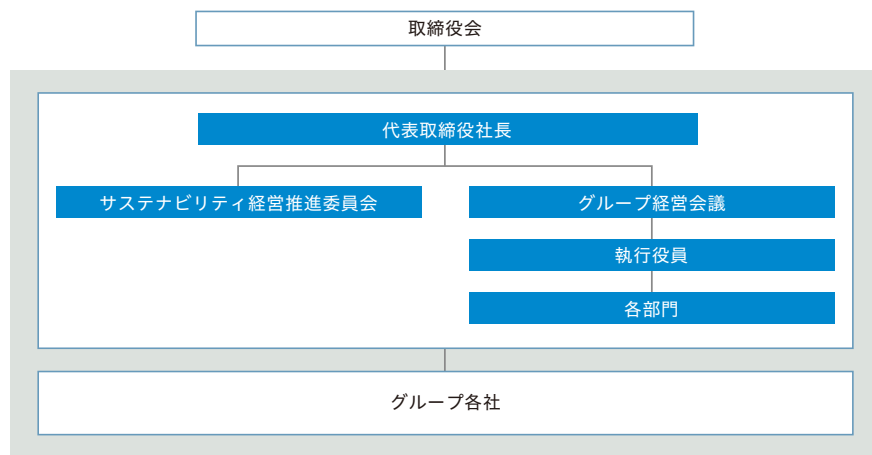 取締役会
代表取締役社長
サステナビリティ経営推進委員会
グループ経営会議
執行役員
各部門
グループ各社